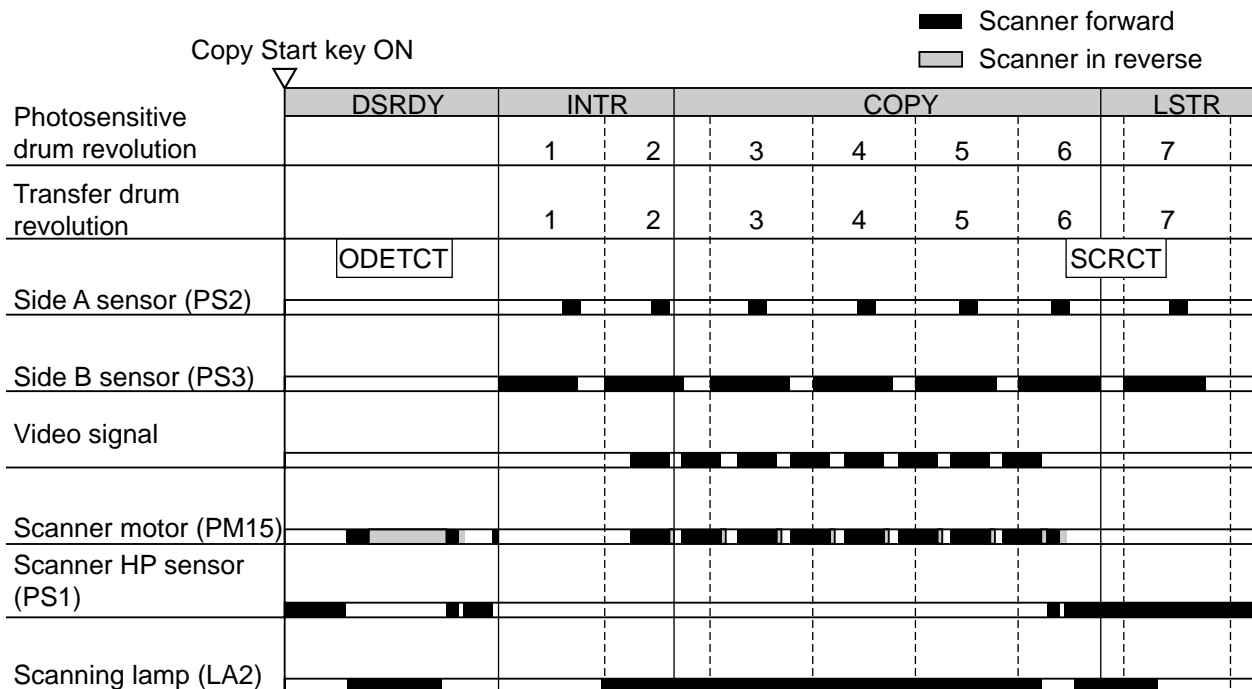 Scanner forward
Copy Start key ON
Scanner in reverse
DSRDY INTR COPY LSTR
Photosensitive
drum revolution
1 2 3 4 5 6 7
Transfer drum
revolution
1 2 3 4 5 6 7
ODETCT SCRCT
Side A sensor (PS2)
Side B sensor (PS3)
Video signal
Scanner motor (PM15)
Scanner HP sensor
(PS1)
Scanning lamp (LA2)